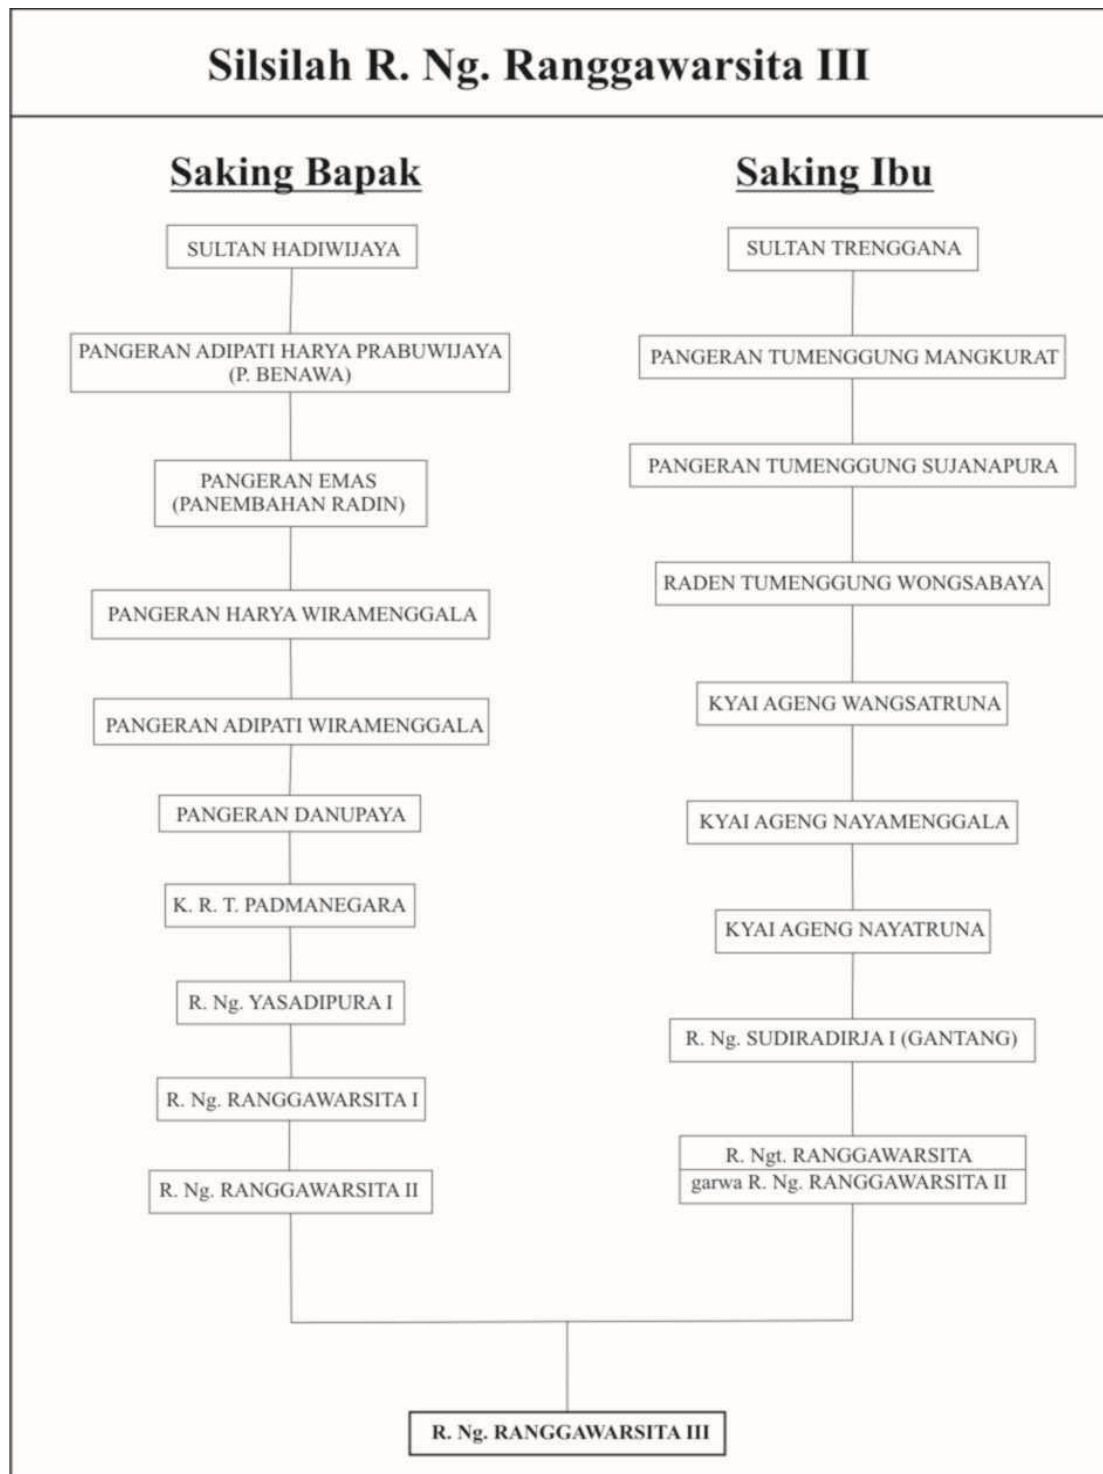 Silsilah R. Ng. Ranggawarsita III
Saking Bapak
SULTAN HADIWIJAYA
PANGERAN ADIPATI HARYA PRABUWIJAYA
(P. BENAWA)
PANGERAN EMAS
(PANEMBAHAN RADIN)
PANGERAN HARYA WIRAMENGGALA
PANGERAN ADIPATI WIRAMENGGALA
PANGERAN DANUPAYA
K. R. T. PADMANEGARA
R. Ng. YASADIPURA I
R. Ng. RANGGAWARSITA I
R. Ng. RANGGAWARSITA II
Saking Ibu
SULTAN TRENGGANA
PANGERAN TUMENGGUNG MANGKURAT
PANGERAN TUMENGGUNG SUJANAPURA
RADEN TUMENGGUNG WONGSABAYA
KYAI AGENG WANGSATRUNA
KYAI AGENG NAYAMENGGALA
KYAI AGENG NAYATRUNA
R. Ng. SUDIRADIRJA I (GANTANG)
R. Ngt. RANGGAWARSITA
garwa R. Ng. RANGGAWARSITA II
R. Ng. RANGGAWARSITA III